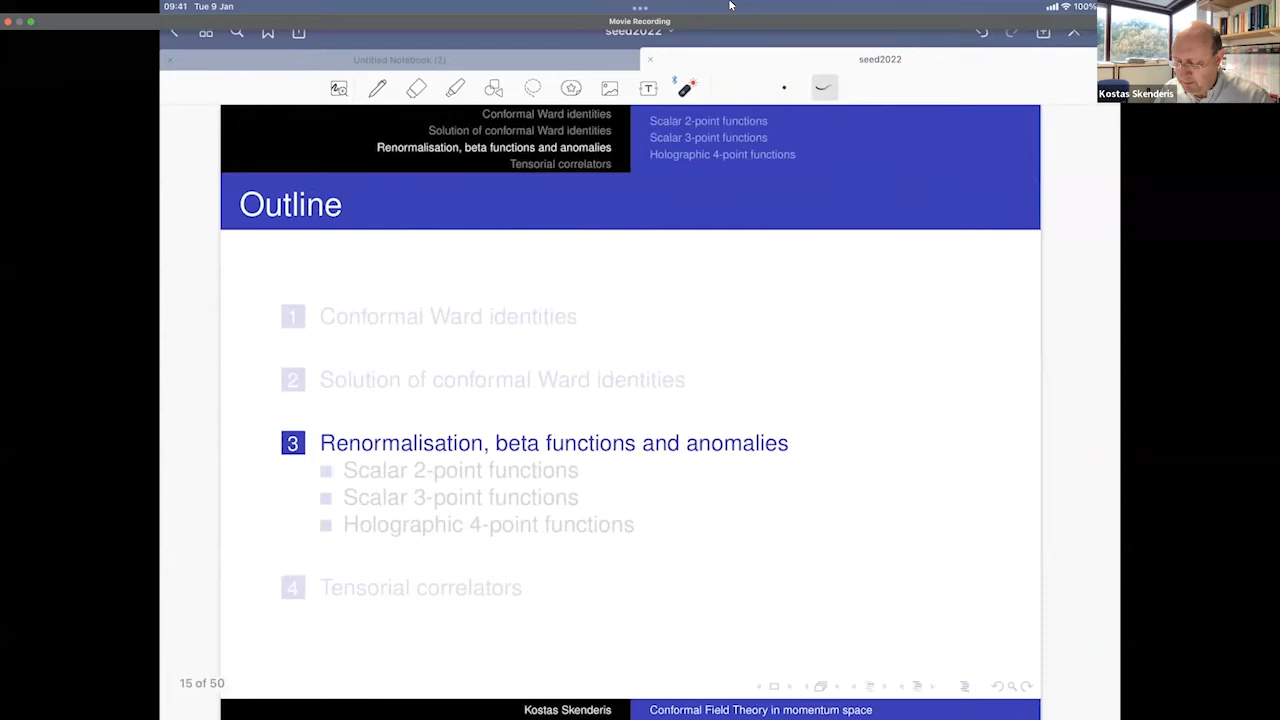 09:41 Tue 9 Jan
100%
Movie Recording
seed2022
Untitled Notebook (2)
seed2022
Kostas Skenderis
T
Conformal Ward identities
Solution of conformal Ward identities
Renormalisation, beta functions and anomalies
Tensorial correlators
Scalar 2-point functions
Scalar 3-point functions
Holographic 4-point functions
Outline
1 Conformal Ward identities
2 Solution of conformal Ward identities
3 Renormalisation, beta functions and anomalies
Scalar 2-point functions
Scalar 3-point functions
Holographic 4-point functions
4 Tensorial correlators
15 of 50
Kostas Skenderis
Conformal Field Theory in momentum space